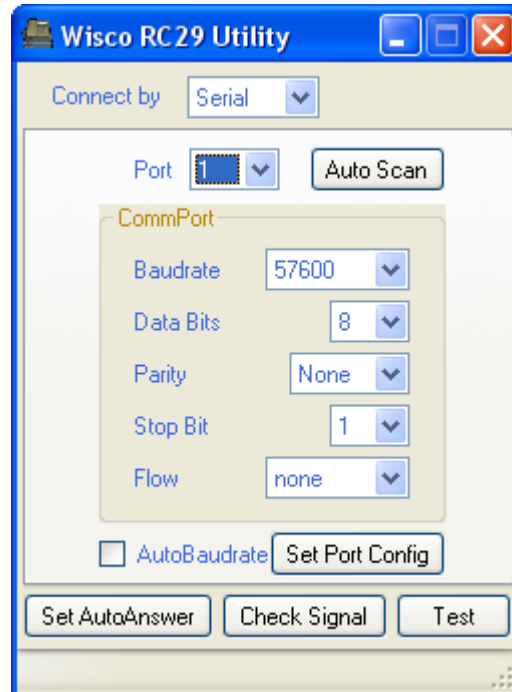 Wisco RC29 Utility
Connect by Serial
Port 1 Auto Scan
CommPort
Baudrate 57600
Data Bits 8
Parity None
Stop Bit 1
Flow none
AutoBaudrate Set Port Config
Set AutoAnswer Check Signal Test